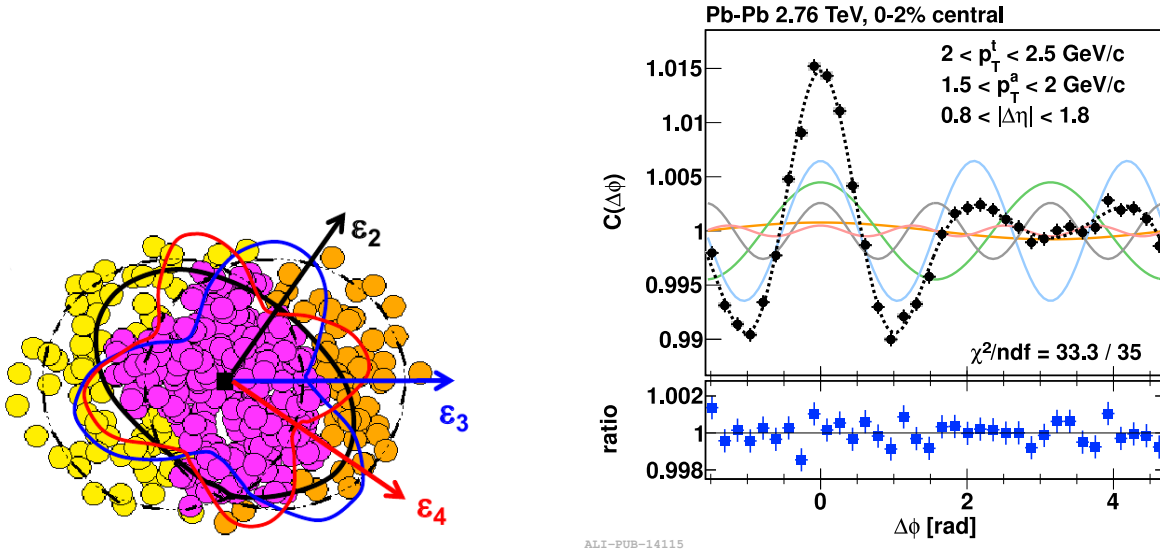 ε2
ε3
ε4
Pb-Pb 2.76 TeV, 0-2% central
2 < p_T^t < 2.5 GeV/c
1.5 < p_T^a < 2 GeV/c
0.8 < |Δη| < 1.8
C(Δϕ)
1.015
1.01
1.005
1
0.995
0.99
χ²/ndf = 33.3 / 35
ratio
1.002
1
0.998
0 2 4
Δϕ [rad]
ALI-PUB-14115